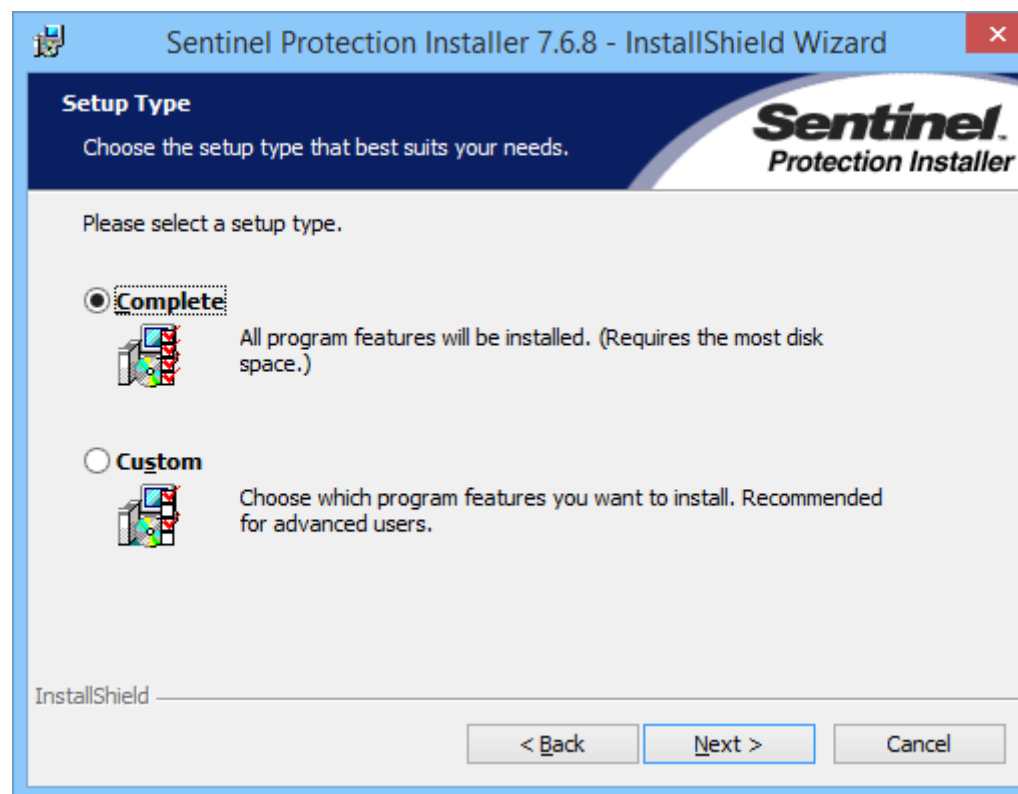 Sentinel Protection Installer 7.6.8 - InstallShield Wizard
Setup Type
Choose the setup type that best suits your needs.
Sentinel.
Protection Installer
Please select a setup type.
Complete
All program features will be installed. (Requires the most disk
space.)
Custom
Choose which program features you want to install. Recommended
for advanced users.
InstallShield
< Back
Next >
Cancel